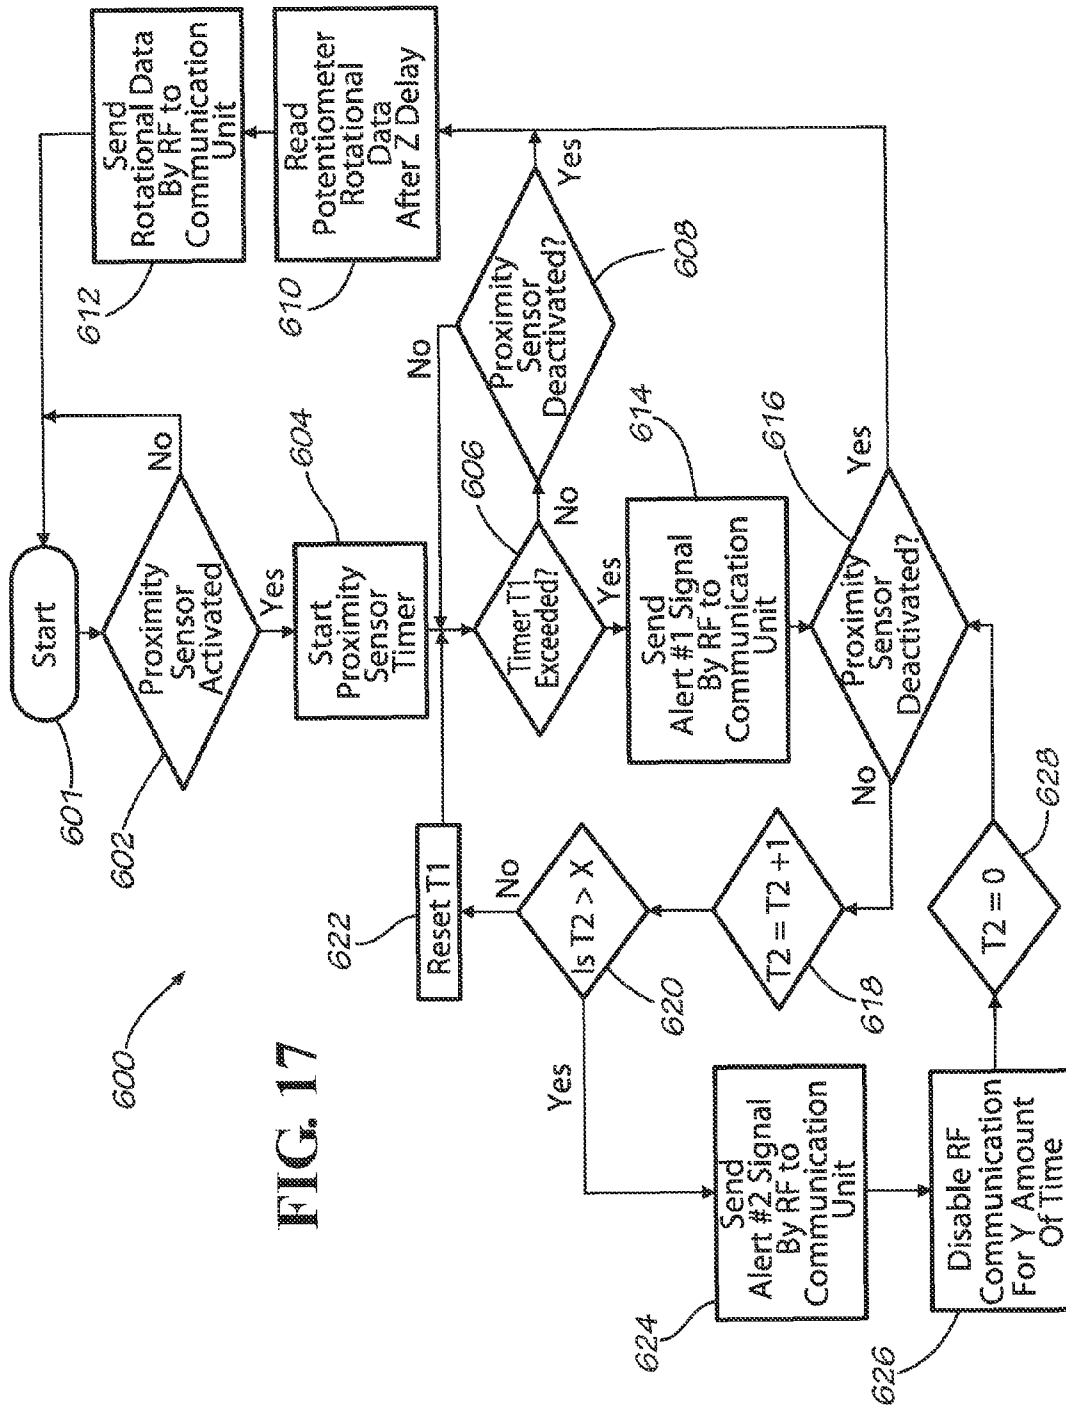 600
FIG. 17
Start
601
Proximity
Sensor
Activated
602
No
Yes
Start
Proximity
Sensor
Timer
604
Timer T1
Exceeded?
606
No
Yes
Proximity
Sensor
Deactivated?
608
No
Yes
Read
Potentiometer
Rotational
Data
After Z Delay
610
Send
Rotational Data
By RF to
Communication
Unit
612
Send
Alert #1 Signal
By RF to
Communication
Unit
614
Proximity
Sensor
Deactivated?
616
Yes
No
T2 = T2 +1
618
Is T2 > X
620
No
Yes
Reset T1
622
Send
Alert #2 Signal
By RF to
Communication
Unit
624
Disable RF
Communication
For Y Amount
Of Time
626
T2 = 0
628